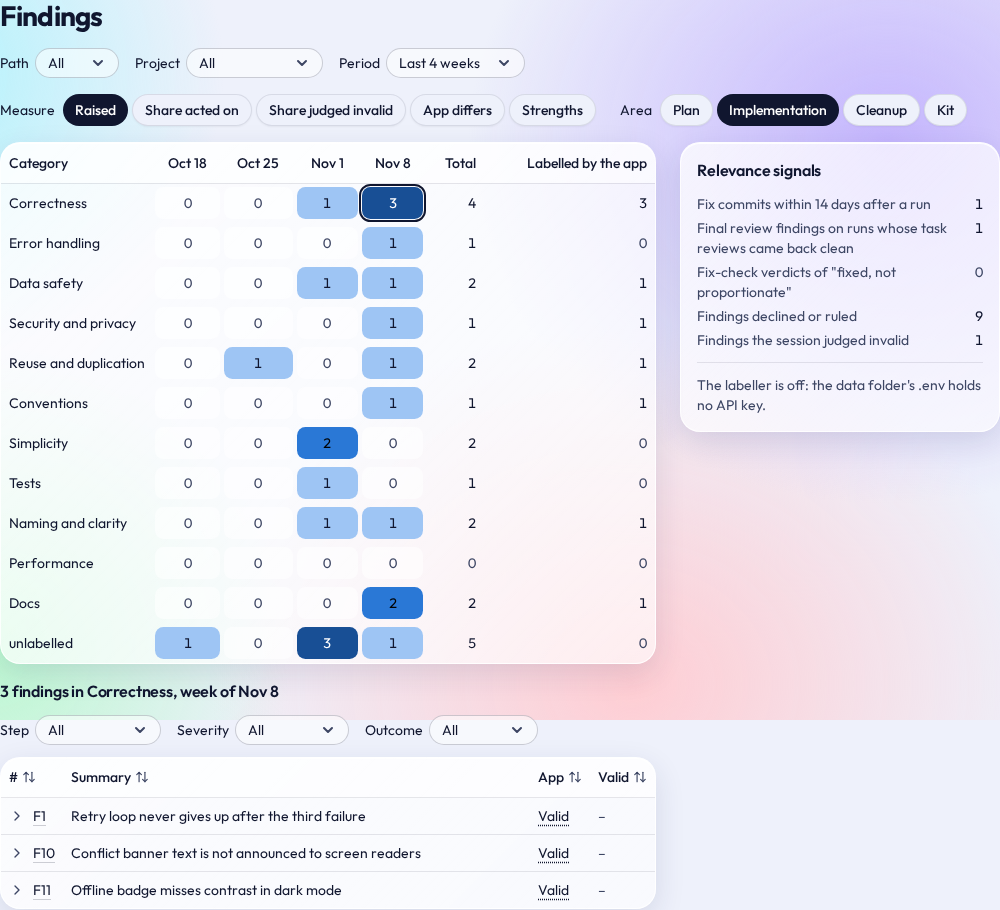 Findings
Path All Project All Period Last 4 weeks
Measure Raised Share acted on Share judged invalid App differs Strengths Area Plan Implementation Cleanup Kit
Category Oct 18 Oct 25 Nov 1 Nov 8 Total Labelled by the app
Correctness 0 0 1 3 4 3
Error handling 0 0 0 1 1 0
Data safety 0 0 1 1 2 1
Security and privacy 0 0 0 1 1 1
Reuse and duplication 0 1 0 1 2 1
Conventions 0 0 0 1 1 1
Simplicity 0 0 2 0 2 0
Tests 0 0 1 0 1 0
Naming and clarity 0 0 1 1 2 1
Performance 0 0 0 0 0 0
Docs 0 0 0 2 2 1
unlabelled 1 0 3 1 5 0
Relevance signals
Fix commits within 14 days after a run 1
Final review findings on runs whose task 1
reviews came back clean
Fix-check verdicts of "fixed, not 0
proportionate"
Findings declined or ruled 9
Findings the session judged invalid 1
The labeller is off: the data folder's .env holds
no API key.
3 findings in Correctness, week of Nov 8
Step All Severity All Outcome All
# Summary App Valid
F1 Retry loop never gives up after the third failure Valid –
F10 Conflict banner text is not announced to screen readers Valid –
F11 Offline badge misses contrast in dark mode Valid –